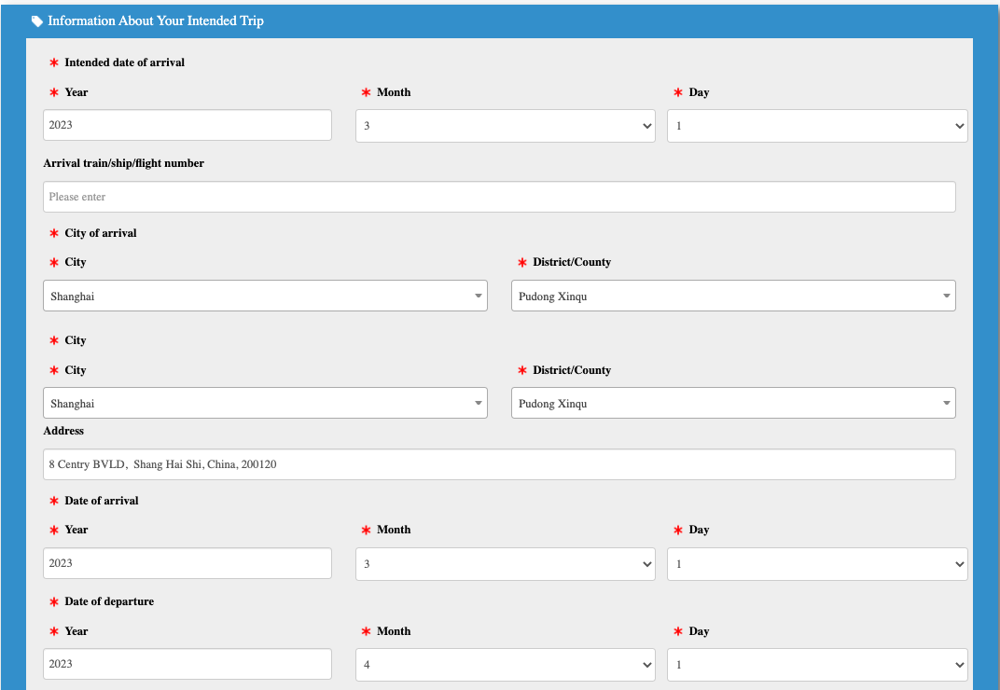 Information About Your Intended Trip
* Intended date of arrival
* Year * Month * Day
2023 3 1
Arrival train/ship/flight number
Please enter
* City of arrival
* City * District/County
Shanghai Pudong Xinqu
* City
* City * District/County
Shanghai Pudong Xinqu
Address
8 Centry BVLD, Shang Hai Shi, China, 200120
* Date of arrival
* Year * Month * Day
2023 3 1
* Date of departure
* Year * Month * Day
2023 4 1